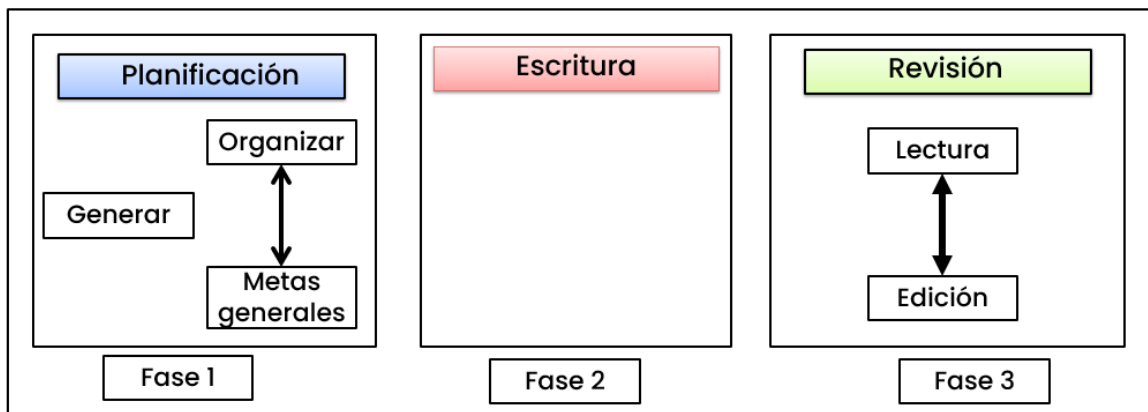 Planificación
Organizar
Generar
Metas
generales
Fase 1
Escritura
Fase 2
Revisión
Lectura
Edición
Fase 3